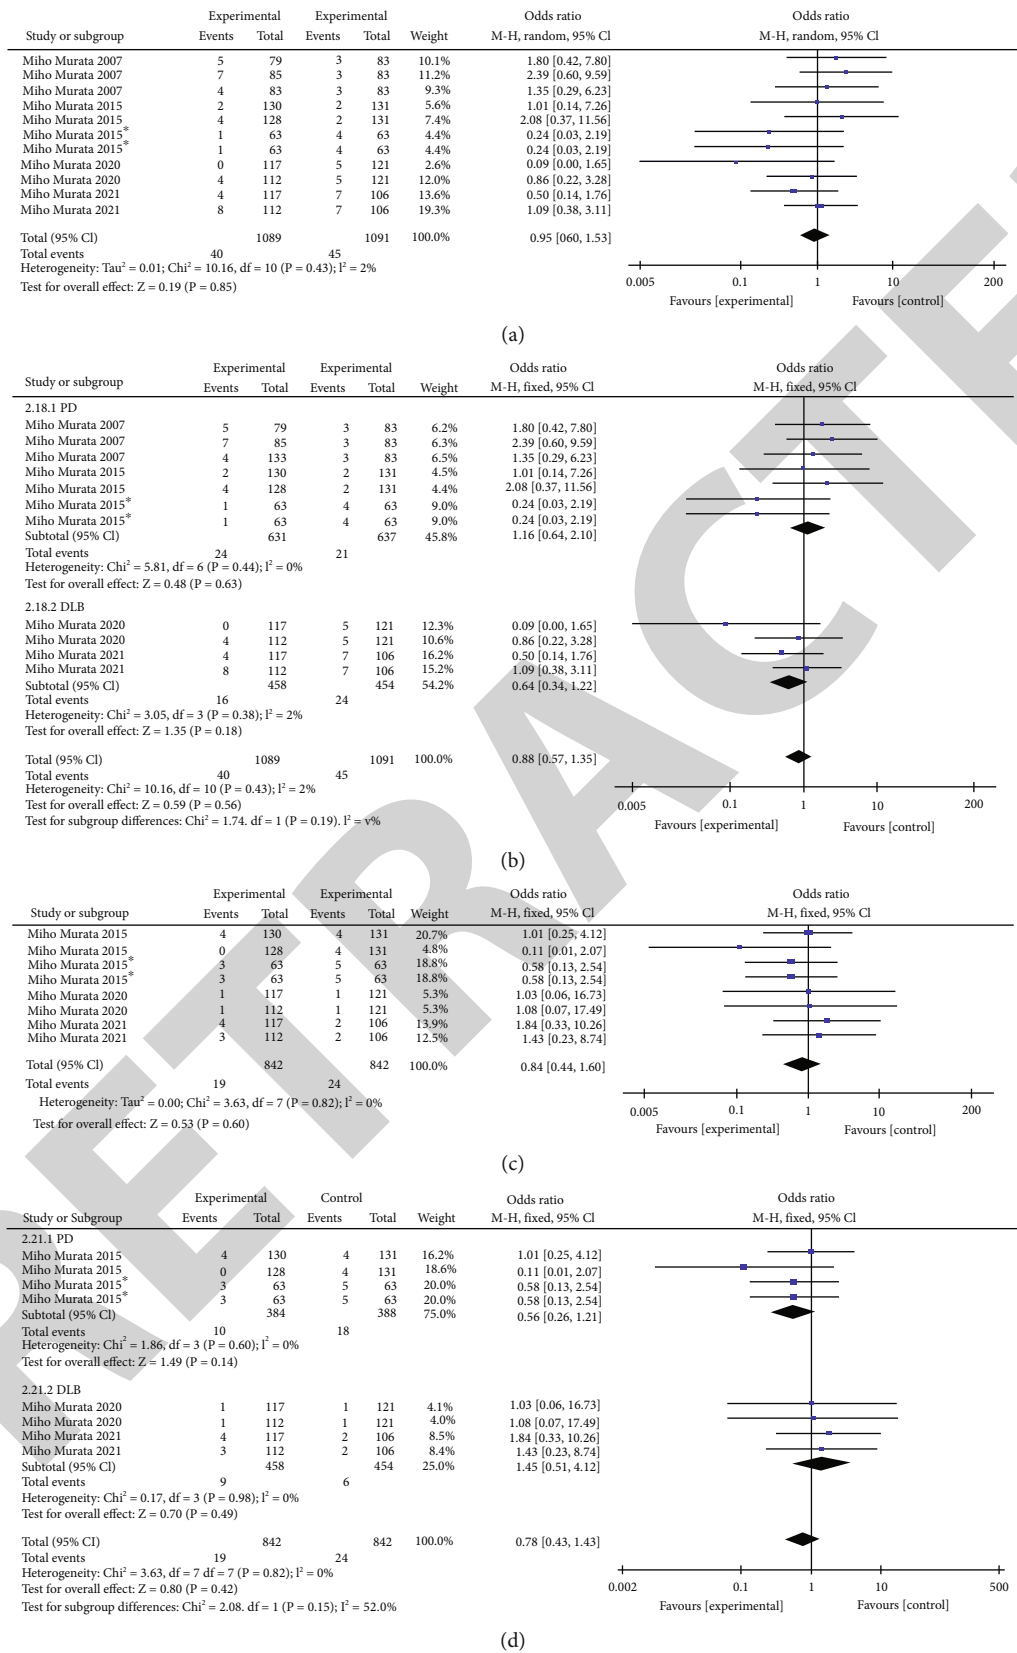 Experimental Experimental Odds ratio Odds ratio
Study or subgroup Events Total Events Total Weight M-H, random, 95% Cl M-H, random, 95% Cl
Miho Murata 2007 5 79 3 83 10.1% 1.80 [0.42, 7.80]
Miho Murata 2007 7 85 3 83 11.2% 2.39 [0.60, 9.59]
Miho Murata 2007 4 83 3 83 9.3% 1.35 [0.29, 6.23]
Miho Murata 2015 2 130 2 131 5.6% 1.01 [0.14, 7.26]
Miho Murata 2015 4 128 2 131 7.4% 2.08 [0.37, 11.56]
Miho Murata 2015* 1 63 4 63 4.4% 0.24 [0.03, 2.19]
Miho Murata 2015* 1 63 4 63 4.4% 0.24 [0.03, 2.19]
Miho Murata 2020 0 117 5 121 2.6% 0.09 [0.00, 1.65]
Miho Murata 2020 4 112 5 121 12.0% 0.86 [0.22, 3.28]
Miho Murata 2021 4 117 7 106 13.6% 0.50 [0.14, 1.76]
Miho Murata 2021 8 112 7 106 19.3% 1.09 [0.38, 3.11]
Total (95% Cl) 1089 1091 100.0% 0.95 [060, 1.53]
Total events 40 45
Heterogeneity: Tau² = 0.01; Chi² = 10.16, df = 10 (P = 0.43); l² = 2%
Test for overall effect: Z = 0.19 (P = 0.85)
0.005 0.1 1 10 200
Favours [experimental] Favours [control]
(a)
Experimental Experimental Odds ratio Odds ratio
Study or subgroup Events Total Events Total Weight M-H, fixed, 95% Cl M-H, fixed, 95% Cl
2.18.1 PD
Miho Murata 2007 5 79 3 83 6.2% 1.80 [0.42, 7.80]
Miho Murata 2007 7 85 3 83 6.3% 2.39 [0.60, 9.59]
Miho Murata 2007 4 133 3 83 6.5% 1.35 [0.29, 6.23]
Miho Murata 2015 2 130 2 131 4.5% 1.01 [0.14, 7.26]
Miho Murata 2015 4 128 2 131 4.4% 2.08 [0.37, 11.56]
Miho Murata 2015* 1 63 4 63 9.0% 0.24 [0.03, 2.19]
Miho Murata 2015* 1 63 4 63 9.0% 0.24 [0.03, 2.19]
Subtotal (95% Cl) 631 637 45.8% 1.16 [0.64, 2.10]
Total events 24 21
Heterogeneity: Chi² = 5.81, df = 6 (P = 0.44); l² = 0%
Test for overall effect: Z = 0.48 (P = 0.63)
2.18.2 DLB
Miho Murata 2020 0 117 5 121 12.3% 0.09 [0.00, 1.65]
Miho Murata 2020 4 112 5 121 10.6% 0.86 [0.22, 3.28]
Miho Murata 2021 4 117 7 106 16.2% 0.50 [0.14, 1.76]
Miho Murata 2021 8 112 7 106 15.2% 1.09 [0.38, 3.11]
Subtotal (95% Cl) 458 454 54.2% 0.64 [0.34, 1.22]
Total events 16 24
Heterogeneity: Chi² = 3.05, df = 3 (P = 0.38); l² = 2%
Test for overall effect: Z = 1.35 (P = 0.18)
Total (95% Cl) 1089 1091 100.0% 0.88 [0.57, 1.35]
Total events 40 45
Heterogeneity: Chi² = 10.16, df = 10 (P = 0.43); l² = 2%
Test for overall effect: Z = 0.59 (P = 0.56)
Test for subgroup differences: Chi² = 1.74. df = 1 (P = 0.19). l² = v%
0.005 0.1 1 10 200
Favours [experimental] Favours [control]
(b)
Experimental Experimental Odds ratio Odds ratio
Study or subgroup Events Total Events Total Weight M-H, fixed, 95% Cl M-H, fixed, 95% Cl
Miho Murata 2015 4 130 4 131 20.7% 1.01 [0.25, 4.12]
Miho Murata 2015 0 128 4 131 4.8% 0.11 [0.01, 2.07]
Miho Murata 2015* 3 63 5 63 18.8% 0.58 [0.13, 2.54]
Miho Murata 2015* 3 63 5 63 18.8% 0.58 [0.13, 2.54]
Miho Murata 2020 1 117 1 121 5.3% 1.03 [0.06, 16.73]
Miho Murata 2020 1 112 1 121 5.3% 1.08 [0.07, 17.49]
Miho Murata 2021 4 117 2 106 13.9% 1.84 [0.33, 10.26]
Miho Murata 2021 3 112 2 106 12.5% 1.43 [0.23, 8.74]
Total (95% Cl) 842 842 100.0% 0.84 [0.44, 1.60]
Total events 19 24
Heterogeneity: Tau² = 0.00; Chi² = 3.63, df = 7 (P = 0.82); l² = 0%
Test for overall effect: Z = 0.53 (P = 0.60)
0.005 0.1 1 10 200
Favours [experimental] Favours [control]
(c)
Experimental Control Odds ratio Odds ratio
Study or Subgroup Events Total Events Total Weight M-H, fixed, 95% Cl M-H, fixed, 95% Cl
2.21.1 PD
Miho Murata 2015 4 130 4 131 16.2% 1.01 [0.25, 4.12]
Miho Murata 2015 0 128 4 131 18.6% 0.11 [0.01, 2.07]
Miho Murata 2015* 3 63 5 63 20.0% 0.58 [0.13, 2.54]
Miho Murata 2015* 3 63 5 63 20.0% 0.58 [0.13, 2.54]
Subtotal (95% Cl) 384 388 75.0% 0.56 [0.26, 1.21]
Total events 10 18
Heterogeneity: Chi² = 1.86, df = 3 (P = 0.60); l² = 0%
Test for overall effect: Z = 1.49 (P = 0.14)
2.21.2 DLB
Miho Murata 2020 1 117 1 121 4.1% 1.03 [0.06, 16.73]
Miho Murata 2020 1 112 1 121 4.0% 1.08 [0.07, 17.49]
Miho Murata 2021 4 117 2 106 8.5% 1.84 [0.33, 10.26]
Miho Murata 2021 3 112 2 106 8.4% 1.43 [0.23, 8.74]
Subtotal (95% Cl) 458 454 25.0% 1.45 [0.51, 4.12]
Total events 9 6
Heterogeneity: Chi² = 0.17, df = 3 (P = 0.98); l² = 0%
Test for overall effect: Z = 0.70 (P = 0.49)
Total (95% CI) 842 842 100.0% 0.78 [0.43, 1.43]
Total events 19 24
Heterogeneity: Chi² = 3.63, df = 7 df = 7 (P = 0.82); l² = 0%
Test for overall effect: Z = 0.80 (P = 0.42)
Test for subgroup differences: Chi² = 2.08. df = 1 (P = 0.15); I² = 52.0%
0.002 0.1 1 10 500
Favours [experimental] Favours [control]
(d)
RETRACTE